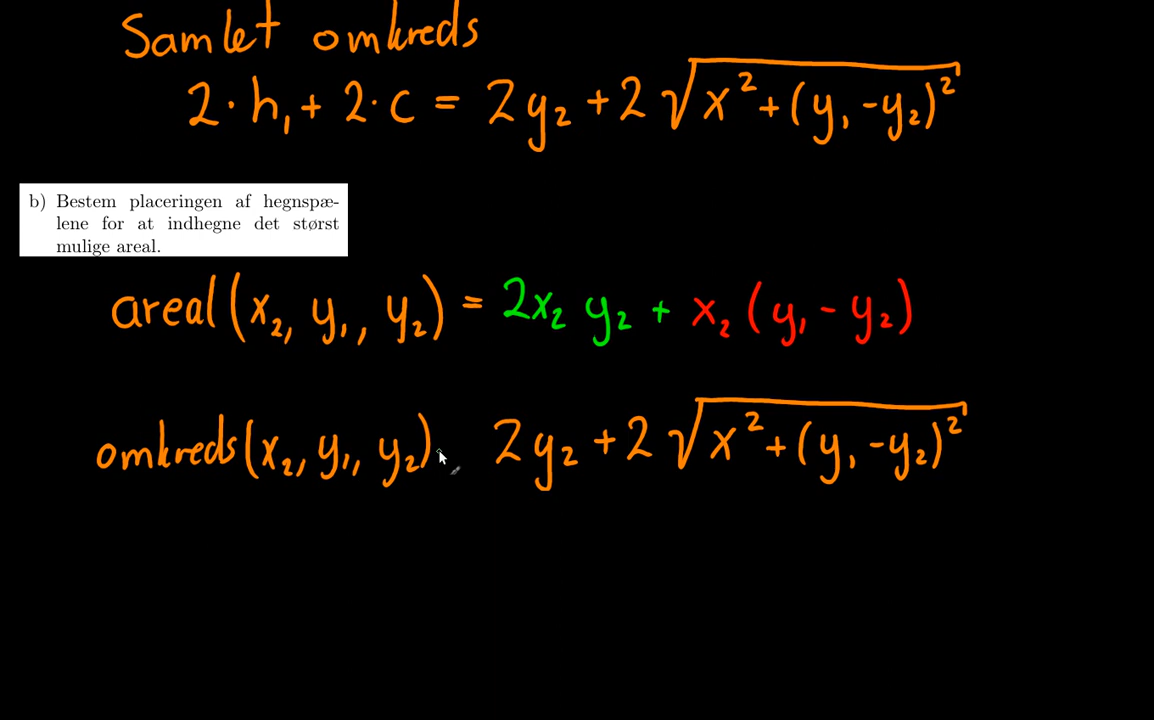 Samlet omkreds
2·h₁ + 2·c = 2y₂ + 2√(x² + (y₁ - y₂)²)
b) Bestem placeringen af hegnspæ-
lene for at indhegne det størst
mulige areal.
areal(x₂, y₁, y₂) = 2x₂ y₂ + x₂ (y₁ - y₂)
omkreds(x₂, y₁, y₂) 2y₂ + 2√(x² + (y₁ - y₂)²)